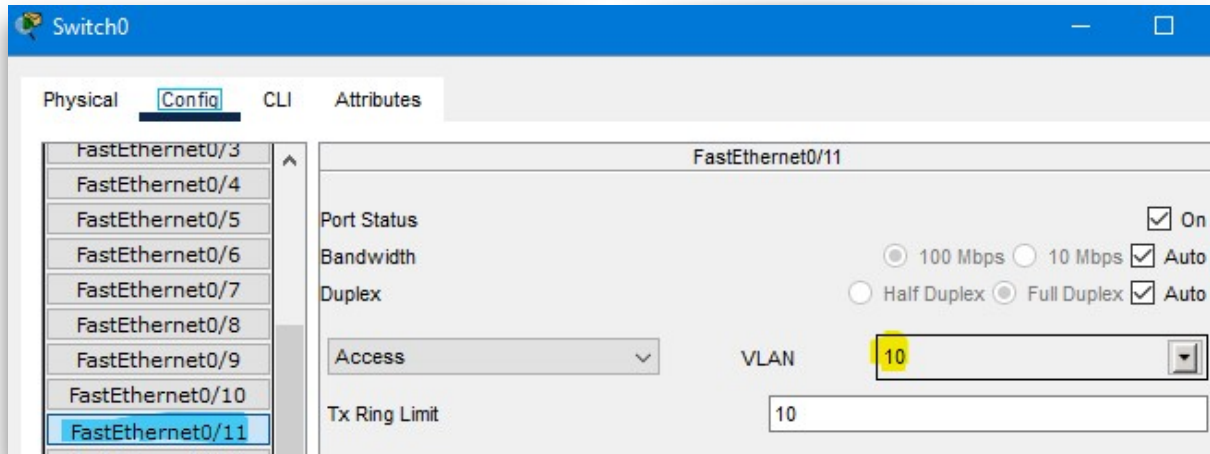 Switch0
Physical Config CLI Attributes
FastEthernet0/3
FastEthernet0/4
FastEthernet0/5
FastEthernet0/6
FastEthernet0/7
FastEthernet0/8
FastEthernet0/9
FastEthernet0/10
FastEthernet0/11
FastEthernet0/11
Port Status On
Bandwidth 100 Mbps 10 Mbps Auto
Duplex Half Duplex Full Duplex Auto
Access VLAN 10
Tx Ring Limit 10